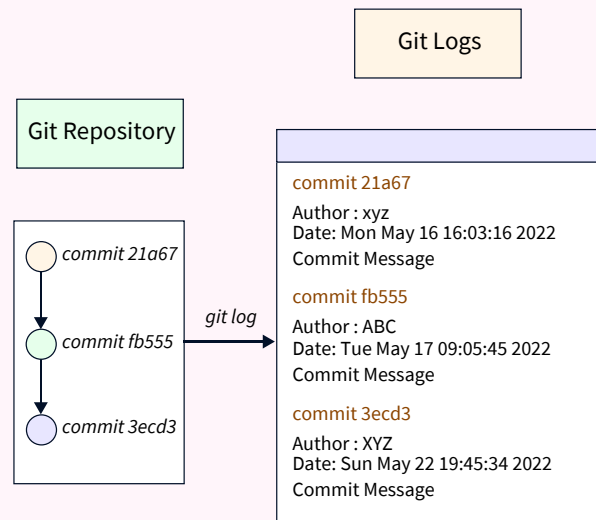 Git Logs
Git Repository
commit 21a67
commit fb555
commit 3ecd3
git log
commit 21a67
Author : xyz
Date: Mon May 16 16:03:16 2022
Commit Message
commit fb555
Author : ABC
Date: Tue May 17 09:05:45 2022
Commit Message
commit 3ecd3
Author : XYZ
Date: Sun May 22 19:45:34 2022
Commit Message